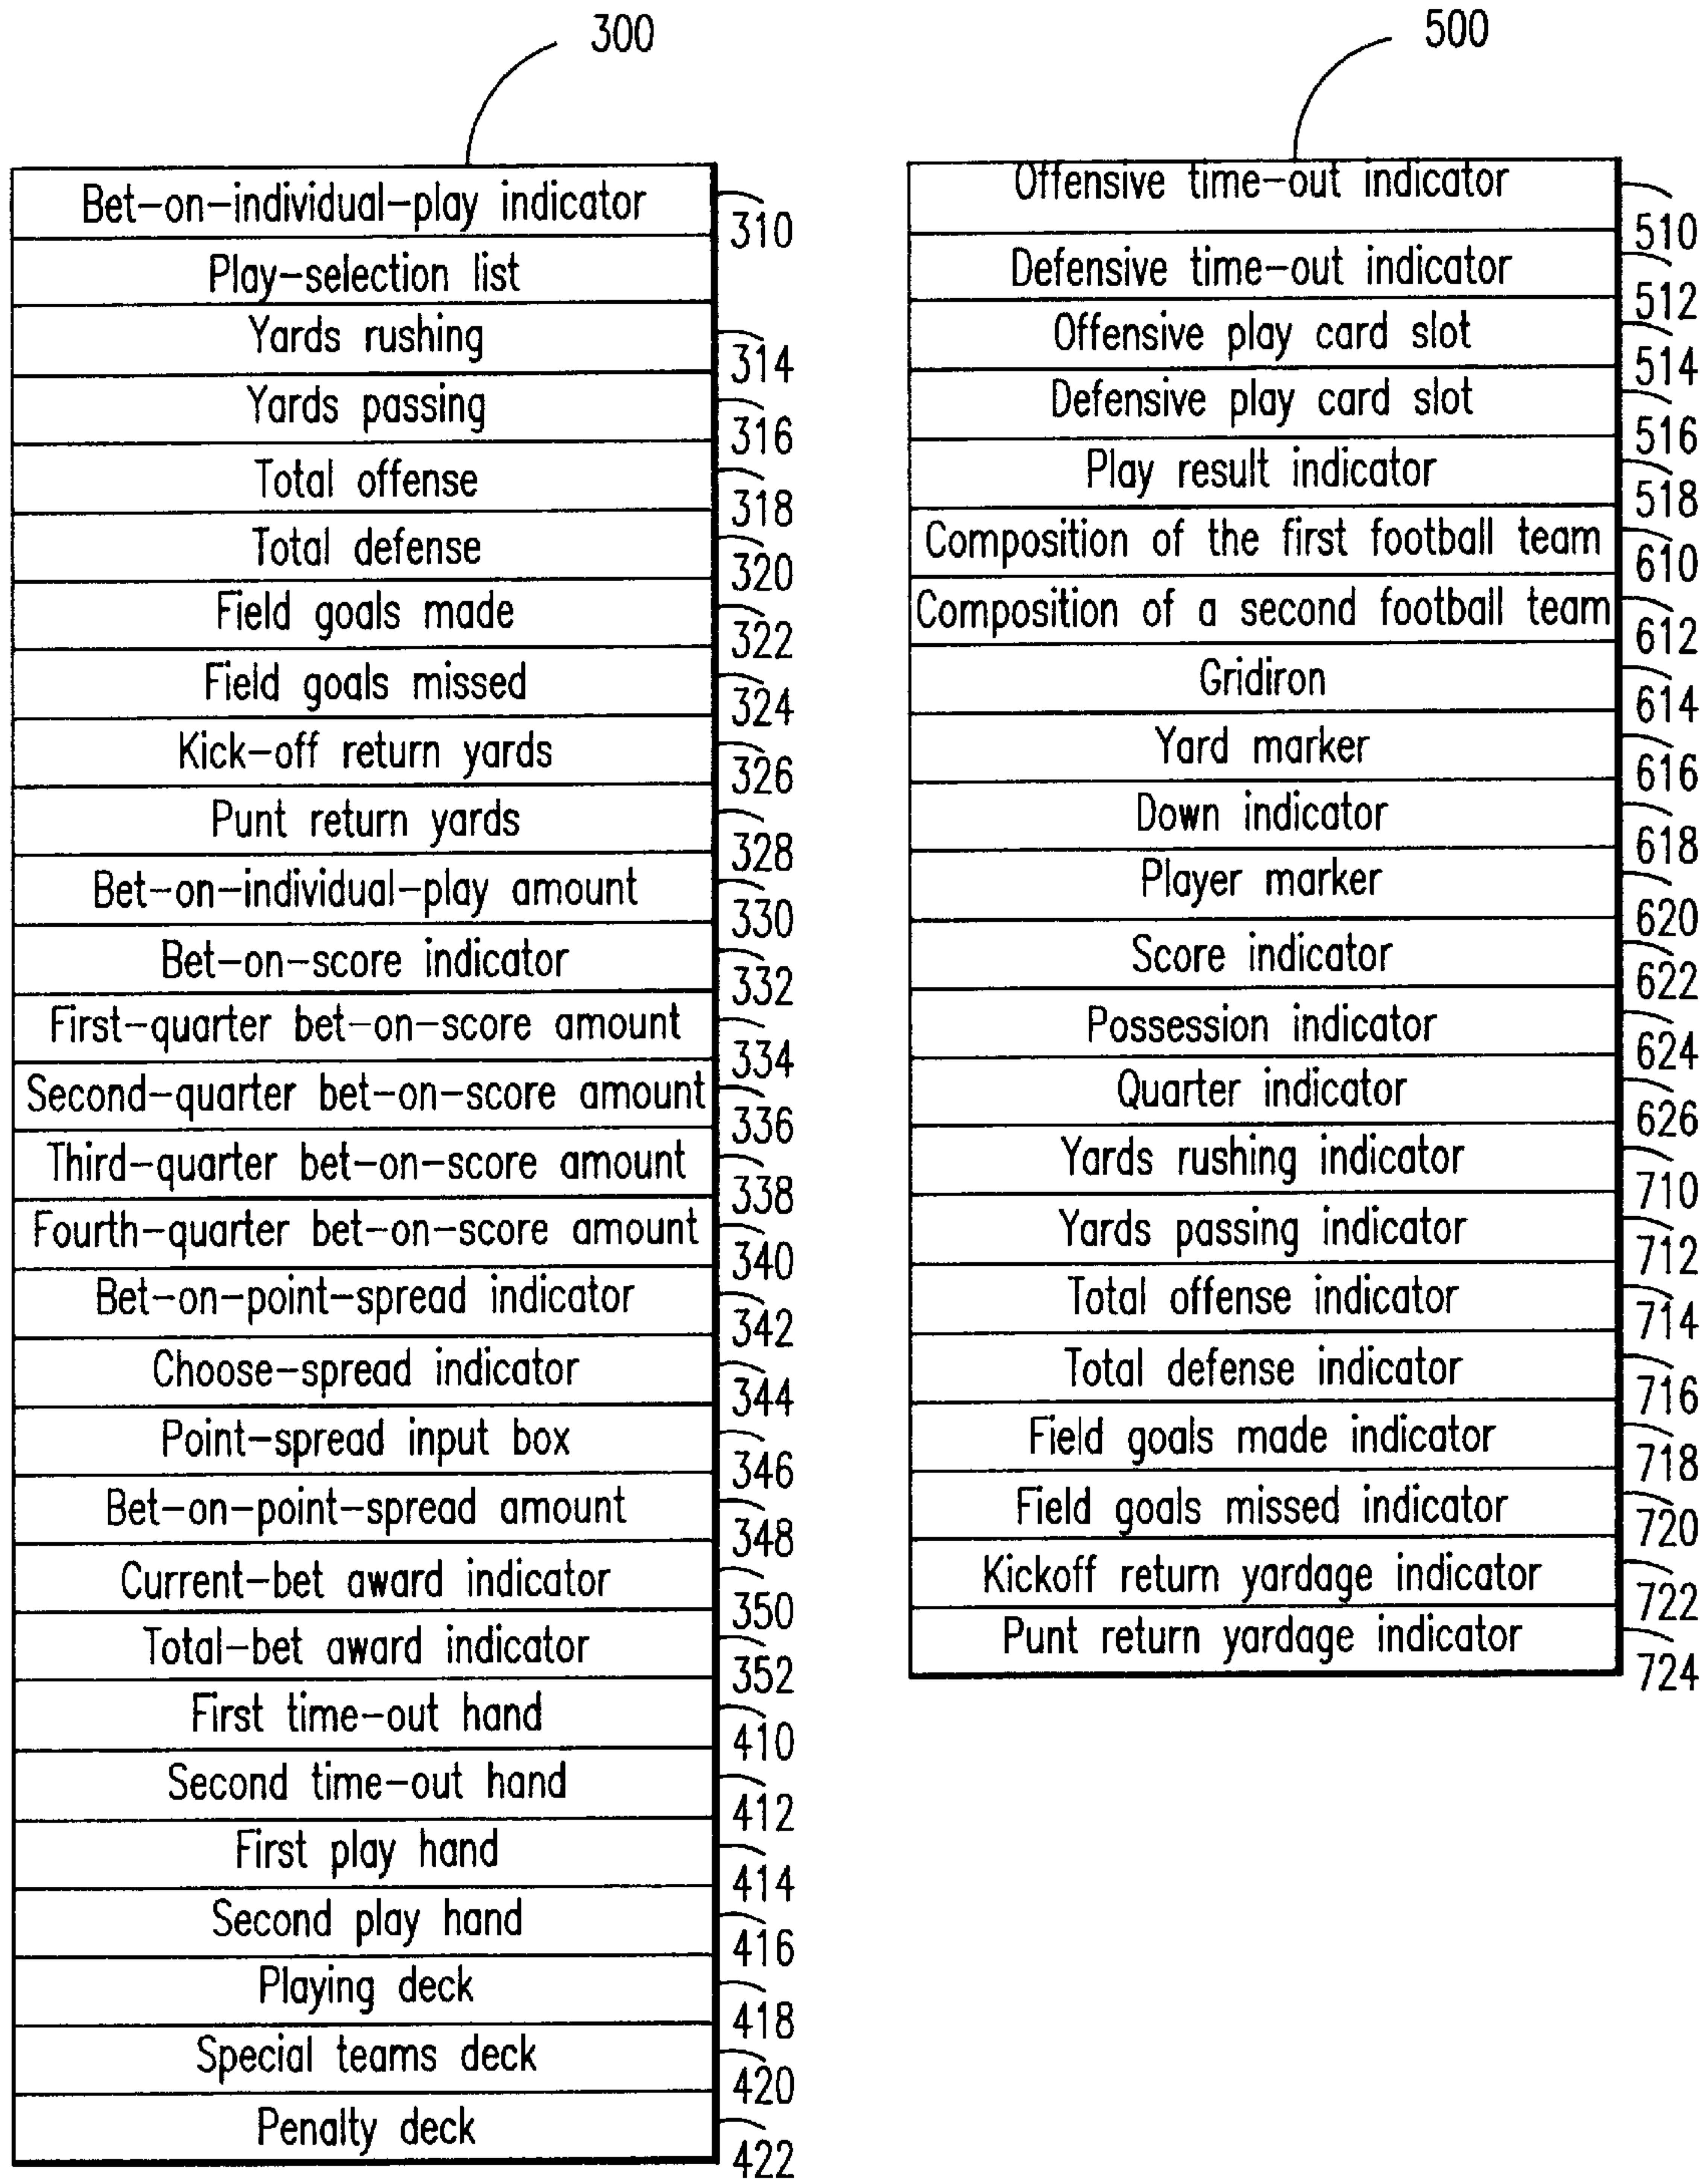 300
Bet-on-individual-play indicator 310
Play-selection list
Yards rushing 314
Yards passing 316
Total offense 318
Total defense 320
Field goals made 322
Field goals missed 324
Kick-off return yards 326
Punt return yards 328
Bet-on-individual-play amount 330
Bet-on-score indicator 332
First-quarter bet-on-score amount 334
Second-quarter bet-on-score amount 336
Third-quarter bet-on-score amount 338
Fourth-quarter bet-on-score amount 340
Bet-on-point-spread indicator 342
Choose-spread indicator 344
Point-spread input box 346
Bet-on-point-spread amount 348
Current-bet award indicator 350
Total-bet award indicator 352
First time-out hand 410
Second time-out hand 412
First play hand 414
Second play hand 416
Playing deck 418
Special teams deck 420
Penalty deck 422
500
Offensive time-out indicator 510
Defensive time-out indicator 512
Offensive play card slot 514
Defensive play card slot 516
Play result indicator 518
Composition of the first football team 610
Composition of a second football team 612
Gridiron 614
Yard marker 616
Down indicator 618
Player marker 620
Score indicator 622
Possession indicator 624
Quarter indicator 626
Yards rushing indicator 710
Yards passing indicator 712
Total offense indicator 714
Total defense indicator 716
Field goals made indicator 718
Field goals missed indicator 720
Kickoff return yardage indicator 722
Punt return yardage indicator 724